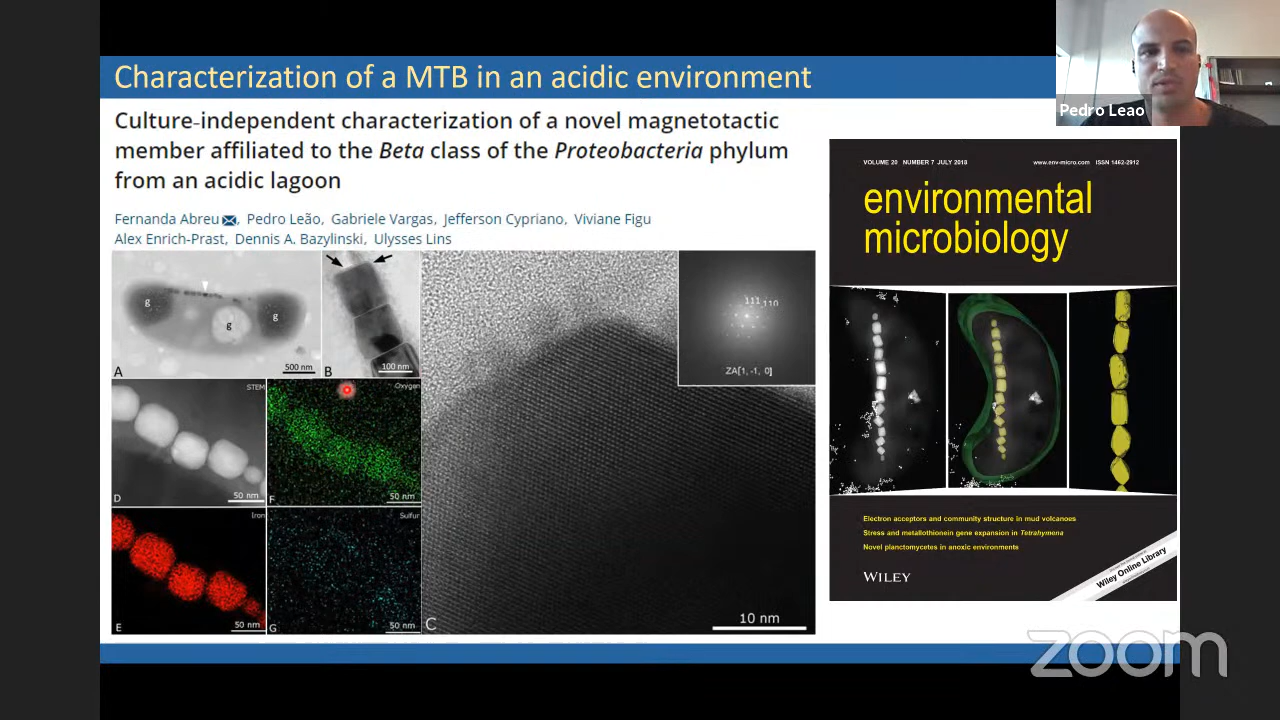 Characterization of a MTB in an acidic environment
Pedro Leao
Culture-independent characterization of a novel magnetotactic
member affiliated to the Beta class of the Proteobacteria phylum
from an acidic lagoon
Fernanda Abreu, Pedro Leão, Gabriele Vargas, Jefferson Cypriano, Viviane Figu
Alex Enrich-Prast, Dennis A. Bazylinski, Ulysses Lins
g
g
g
A
500 nm
B
100 nm
111
110
ZA[1, -1, 0]
STEM
D
50 nm
Oxygen
F
50 nm
Iron
E
50 nm
Sulfur
G
50 nm
C
10 nm
VOLUME 20 NUMBER 7 JULY 2018
www.env-micro.com ISSN 1462-2912
environmental
microbiology
Electron acceptors and community structure in mud volcanoes
Stress and metallothionein gene expansion in Tetrahymena
Novel planctomycetes in anoxic environments
WILEY
Wiley Online Library
zoom